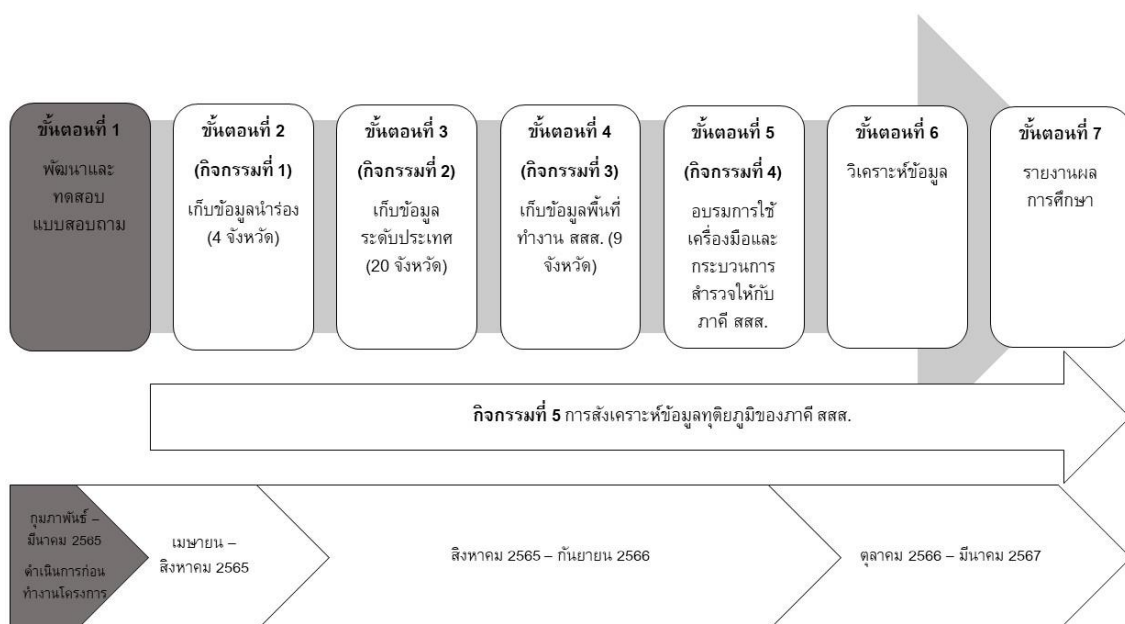 ขั้นตอนที่ 1
พัฒนาและ
ทดสอบ
แบบสอบถาม
ขั้นตอนที่ 2
(กิจกรรมที่ 1)
เก็บข้อมูลนำร่อง
(4 จังหวัด)
ขั้นตอนที่ 3
(กิจกรรมที่ 2)
เก็บข้อมูล
ระดับประเทศ
(20 จังหวัด)
ขั้นตอนที่ 4
(กิจกรรมที่ 3)
เก็บข้อมูลพื้นที่
ทำงาน สสส. (9
จังหวัด)
ขั้นตอนที่ 5
(กิจกรรมที่ 4)
อบรมการใช้
เครื่องมือและ
กระบวนการ
สำรวจให้กับ
ภาคี สสส.
ขั้นตอนที่ 6
วิเคราะห์ข้อมูล
ขั้นตอนที่ 7
รายงานผล
การศึกษา
กิจกรรมที่ 5 การสังเคราะห์ข้อมูลทุติยภูมิของภาคี สสส.
กุมภาพันธ์ –
มีนาคม 2565
ดำเนินการก่อน
ทำงานโครงการ
เมษายน –
สิงหาคม 2565
สิงหาคม 2565 – กันยายน 2566
ตุลาคม 2566 – มีนาคม 2567